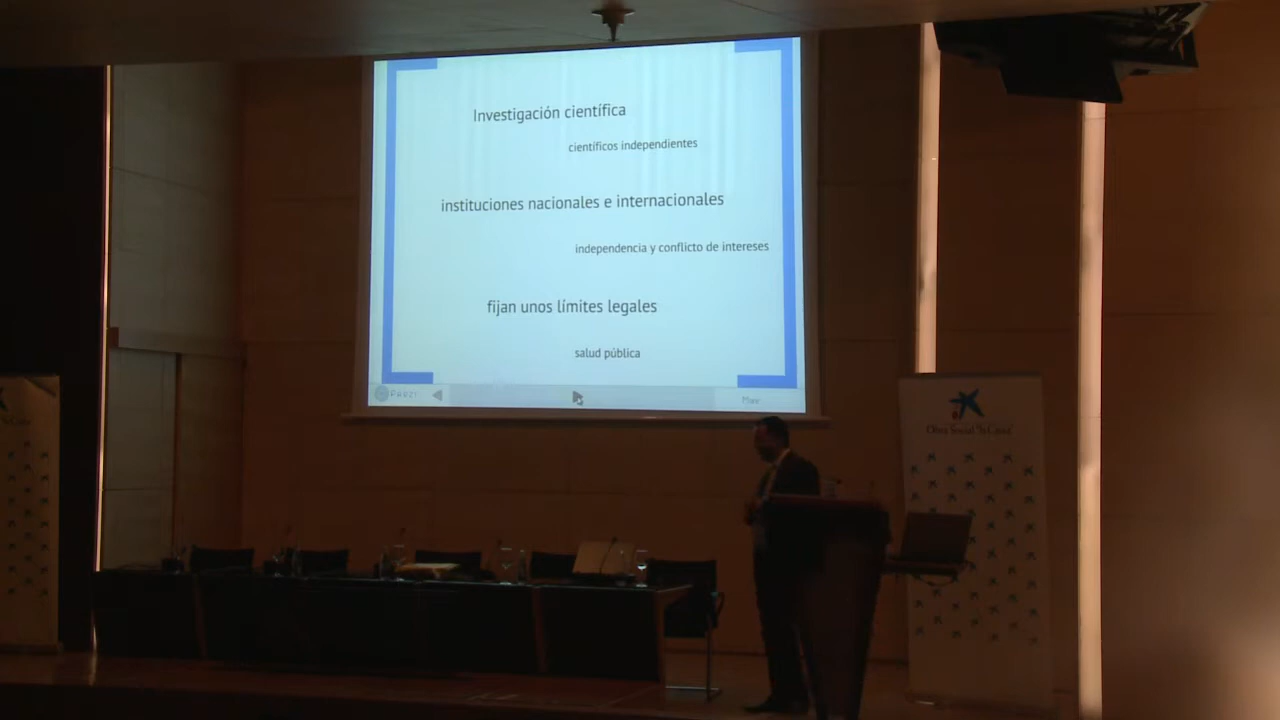 Investigación científica
científicos independientes
instituciones nacionales e internacionales
independencia y conflicto de intereses
fijan unos límites legales
salud pública
Prezi
Obra Social "la Caixa"